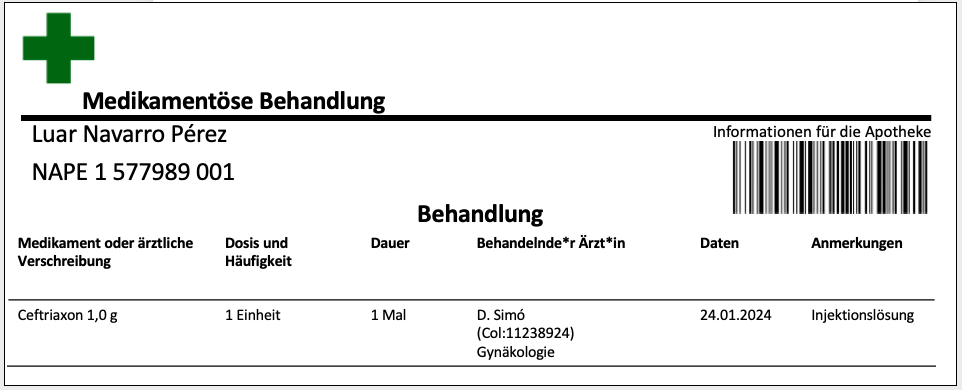 Medikamentöse Behandlung
Luar Navarro Pérez
Informationen für die Apotheke
NAPE 1 577989 001
Behandlung
Medikament oder ärztliche Verschreibung Dosis und Häufigkeit Dauer Behandelnde*r Ärzt*in Daten Anmerkungen
Ceftriaxon 1,0 g 1 Einheit 1 Mal D. Simó 24.01.2024 Injektionslösung
(Col:11238924)
Gynäkologie